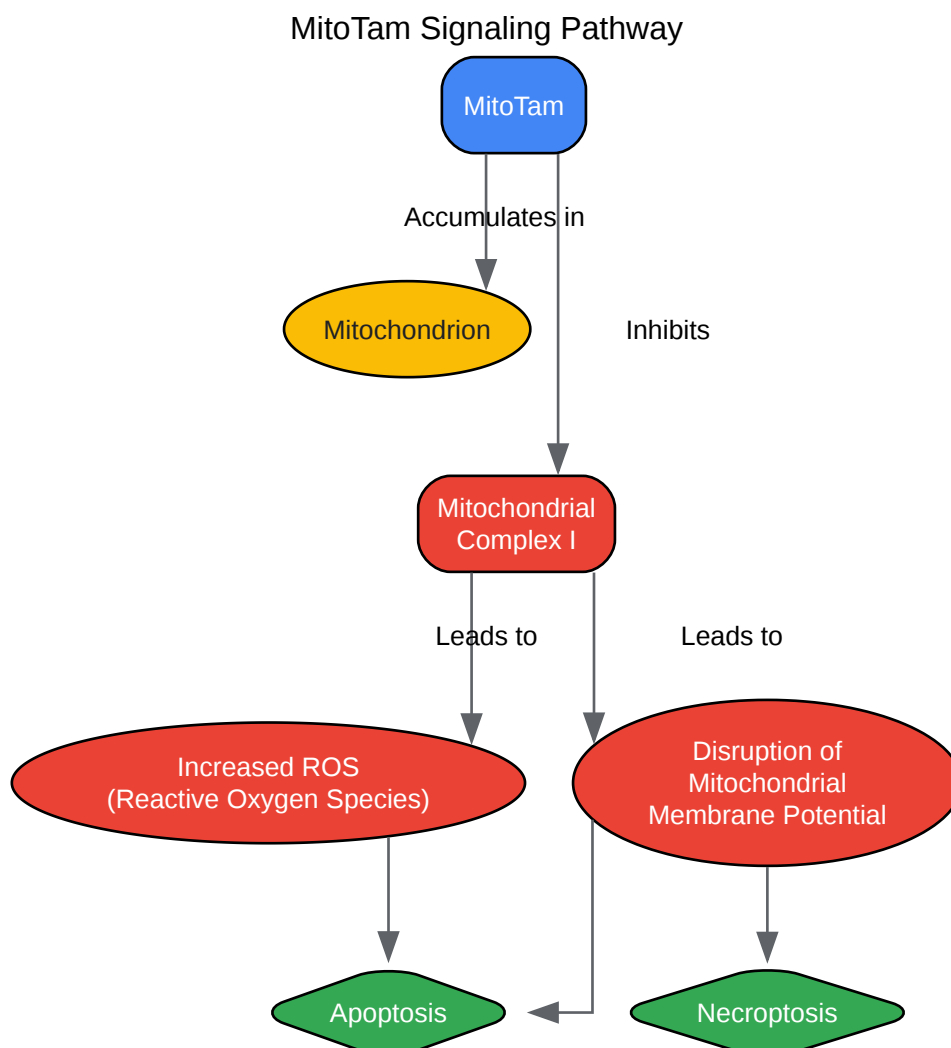 MitoTam Signaling Pathway
MitoTam
Accumulates in
Mitochondrion
Inhibits
Mitochondrial
Complex I
Leads to
Leads to
Increased ROS
(Reactive Oxygen Species)
Disruption of
Mitochondrial
Membrane Potential
Apoptosis
Necroptosis